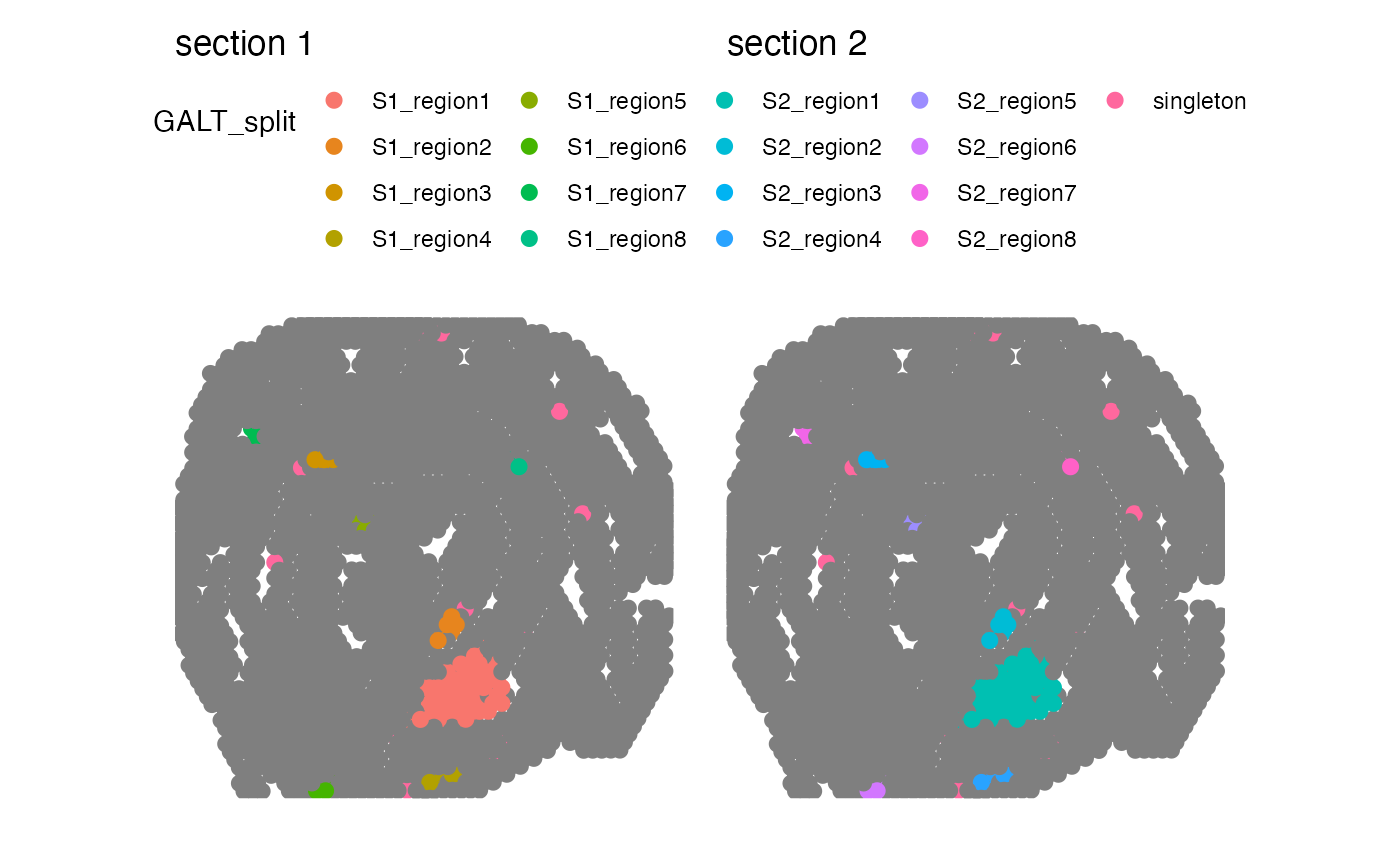 section 1
section 2
GALT_split
S1_region1
S1_region2
S1_region3
S1_region4
S1_region5
S1_region6
S1_region7
S1_region8
S2_region1
S2_region2
S2_region3
S2_region4
S2_region5
S2_region6
S2_region7
S2_region8
singleton